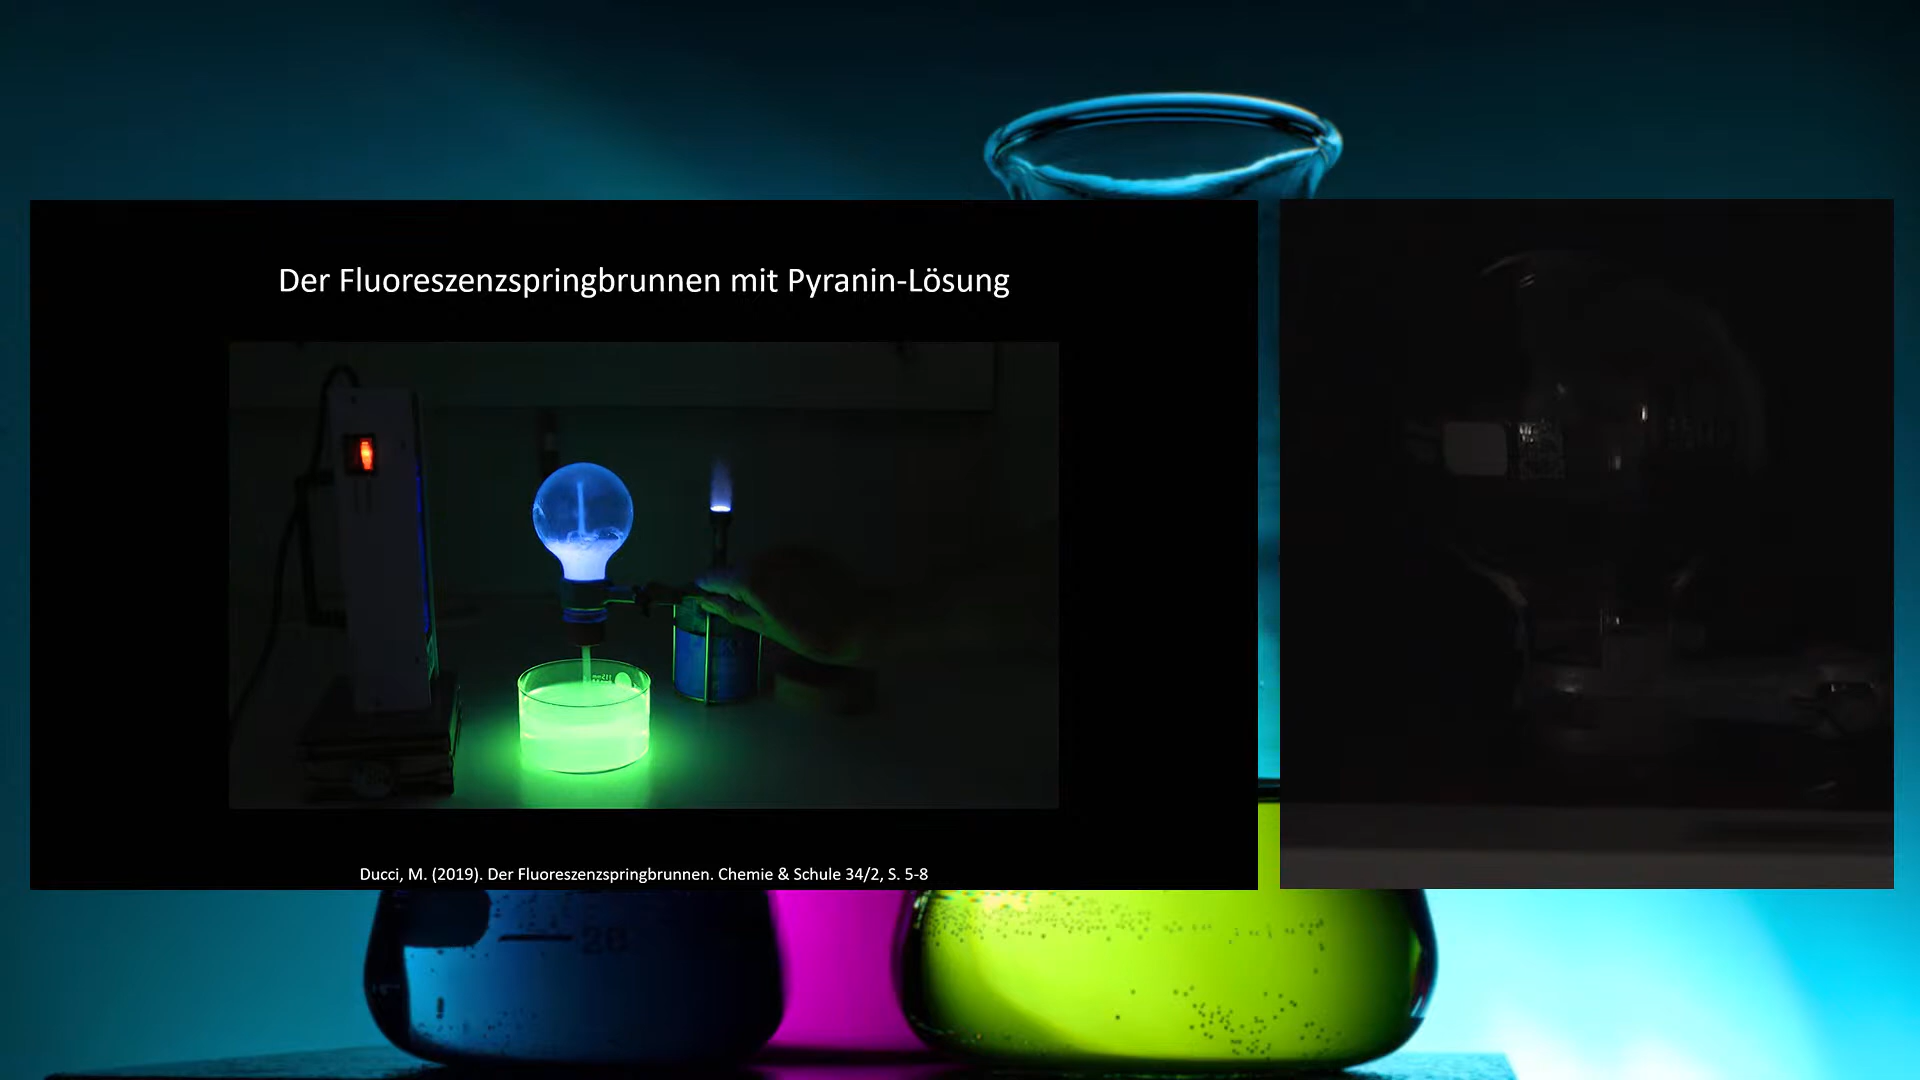 Der Fluoreszenzspringbrunnen mit Pyranin-Lösung
Ducci, M. (2019). Der Fluoreszenzspringbrunnen. Chemie & Schule 34/2, S. 5-8